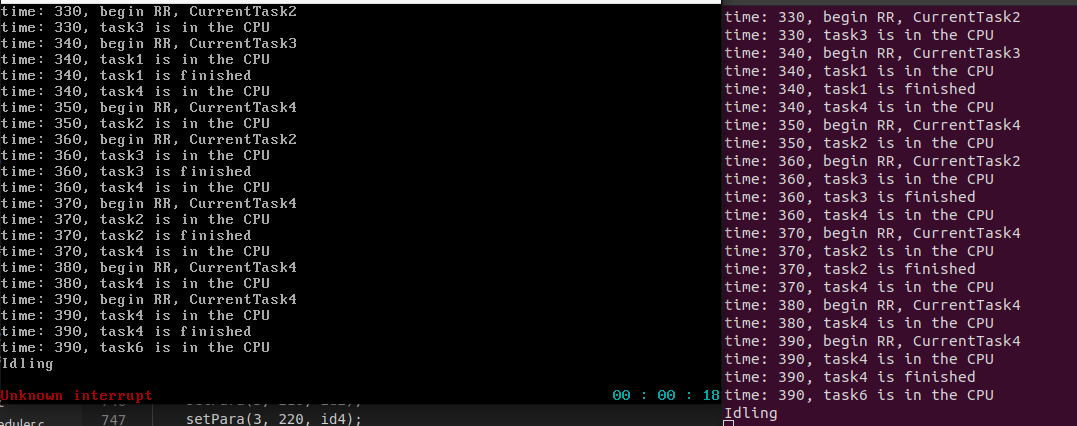 time: 330, begin RR, CurrentTask2
time: 330, task3 is in the CPU
time: 340, begin RR, CurrentTask3
time: 340, task1 is in the CPU
time: 340, task1 is finished
time: 340, task4 is in the CPU
time: 350, begin RR, CurrentTask4
time: 350, task2 is in the CPU
time: 360, begin RR, CurrentTask2
time: 360, task3 is in the CPU
time: 360, task3 is finished
time: 360, task4 is in the CPU
time: 370, begin RR, CurrentTask4
time: 370, task2 is in the CPU
time: 370, task2 is finished
time: 370, task4 is in the CPU
time: 380, begin RR, CurrentTask4
time: 380, task4 is in the CPU
time: 390, begin RR, CurrentTask4
time: 390, task4 is in the CPU
time: 390, task4 is finished
time: 390, task6 is in the CPU
Idling
Unknown interrupt 00 : 00 : 18
747 setPara(3, 220, id4);
time: 330, begin RR, CurrentTask2
time: 330, task3 is in the CPU
time: 340, begin RR, CurrentTask3
time: 340, task1 is in the CPU
time: 340, task1 is finished
time: 340, task4 is in the CPU
time: 350, begin RR, CurrentTask4
time: 350, task2 is in the CPU
time: 360, begin RR, CurrentTask2
time: 360, task3 is in the CPU
time: 360, task3 is finished
time: 360, task4 is in the CPU
time: 370, begin RR, CurrentTask4
time: 370, task2 is in the CPU
time: 370, task2 is finished
time: 370, task4 is in the CPU
time: 380, begin RR, CurrentTask4
time: 380, task4 is in the CPU
time: 390, begin RR, CurrentTask4
time: 390, task4 is in the CPU
time: 390, task4 is finished
time: 390, task6 is in the CPU
Idling